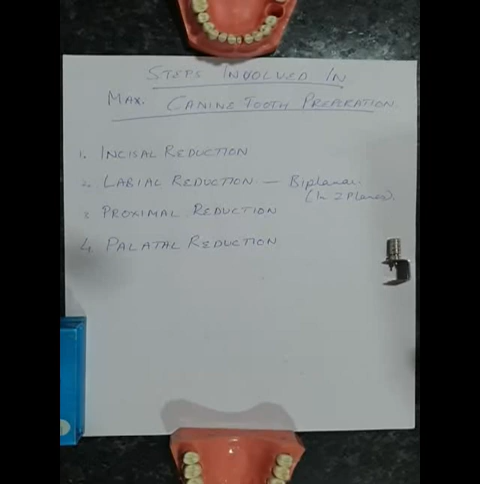 STEPS INVOLVED IN
MAX. CANINE TOOTH PREPERATION.
1. INCISAL REDUCTION
2. LABIAL REDUCTION. — Biplanar.
(In 2 Planes).
3. PROXIMAL REDUCTION
4. PALATAL REDUCTION